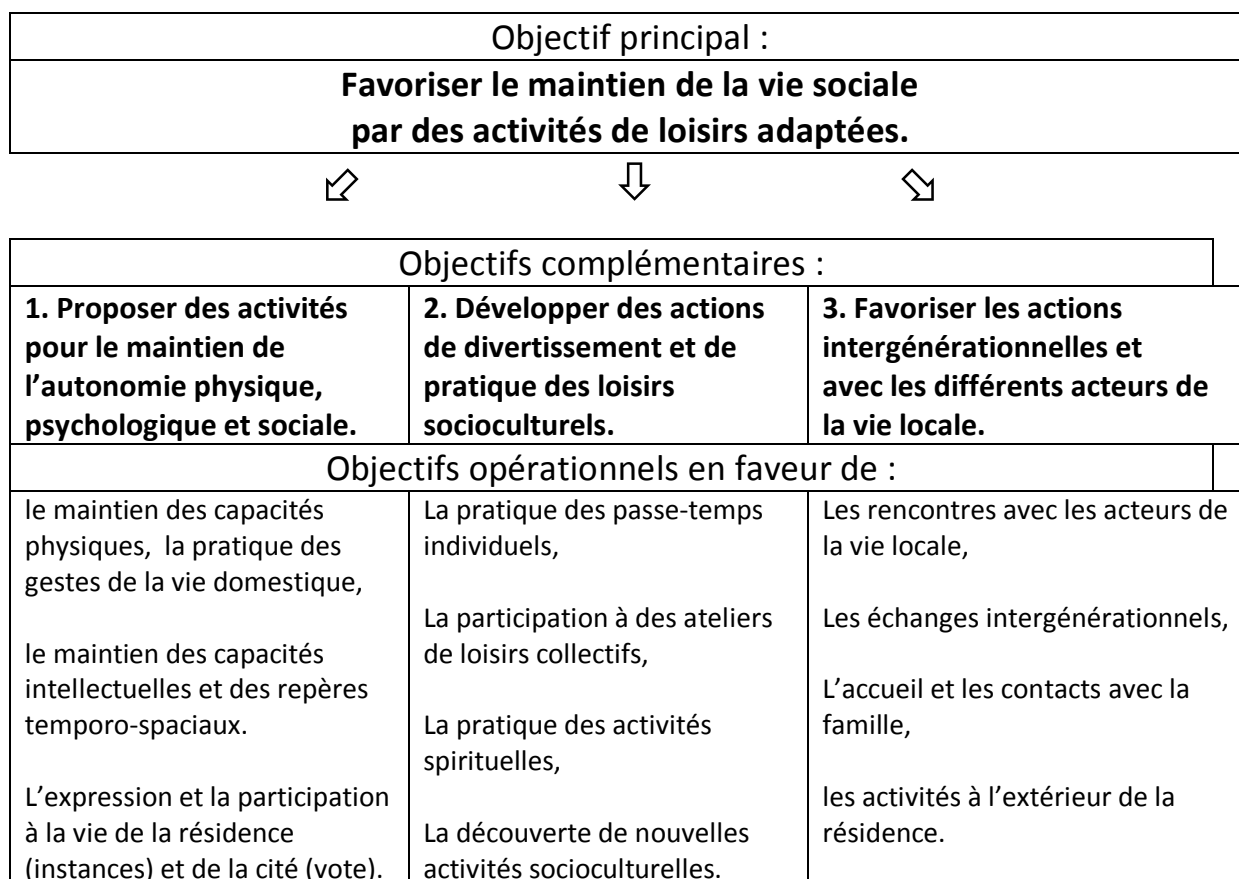 Objectif principal :
Favoriser le maintien de la vie sociale
par des activités de loisirs adaptées.
Objectifs complémentaires :
1. Proposer des activités
pour le maintien de
l’autonomie physique,
psychologique et sociale.
2. Développer des actions
de divertissement et de
pratique des loisirs
socioculturels.
3. Favoriser les actions
intergénérationnelles et
avec les différents acteurs de
la vie locale.
Objectifs opérationnels en faveur de :
le maintien des capacités
physiques, la pratique des
gestes de la vie domestique,
le maintien des capacités
intellectuelles et des repères
temporo-spaciaux.
L’expression et la participation
à la vie de la résidence
(instances) et de la cité (vote).
La pratique des passe-temps
individuels,
La participation à des ateliers
de loisirs collectifs,
La pratique des activités
spirituelles,
La découverte de nouvelles
activités socioculturelles.
Les rencontres avec les acteurs de
la vie locale,
Les échanges intergénérationnels,
L’accueil et les contacts avec la
famille,
les activités à l’extérieur de la
résidence.